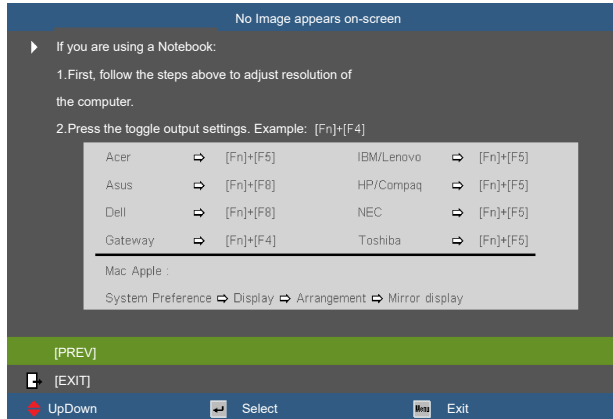 No Image appears on-screen
If you are using a Notebook:
1.First, follow the steps above to adjust resolution of
the computer.
2.Press the toggle output settings. Example: [Fn]+[F4]
Acer ⇨ [Fn]+[F5] IBM/Lenovo ⇨ [Fn]+[F5]
Asus ⇨ [Fn]+[F8] HP/Compaq ⇨ [Fn]+[F5]
Dell ⇨ [Fn]+[F8] NEC ⇨ [Fn]+[F5]
Gateway ⇨ [Fn]+[F4] Toshiba ⇨ [Fn]+[F5]
Mac Apple :
System Preference ⇨ Display ⇨ Arrangement ⇨ Mirror display
[PREV]
[EXIT]
UpDown Select Menu Exit